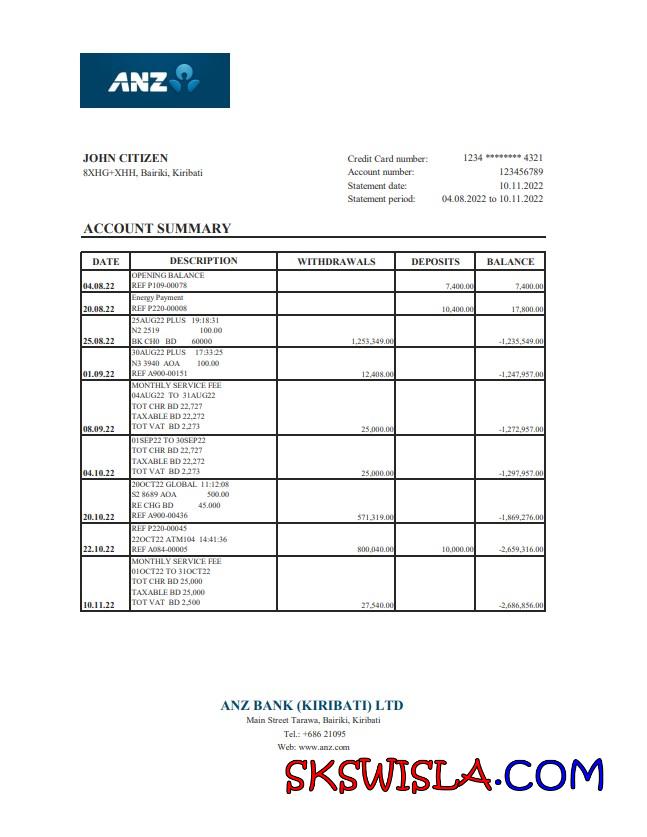 ANZ
JOHN CITIZEN
8XHG+XHH, Bairiki, Kiribati
Credit Card number: 1234 ******** 4321
Account number: 123456789
Statement date: 10.11.2022
Statement period: 04.08.2022 to 10.11.2022
ACCOUNT SUMMARY
DATE DESCRIPTION WITHDRAWALS DEPOSITS BALANCE
OPENING BALANCE
04.08.22 REF P109-00078 7,400.00 7,400.00
Energy Payment
20.08.22 REF P220-00008 10,400.00 17,800.00
25AUG22 PLUS 19:18:31
N2 2519 100.00
25.08.22 BK CH0 BD 60000 1,253,349.00 -1,235,549.00
30AUG22 PLUS 17:33:25
N3 3940 AOA 100.00
01.09.22 REF A900-00151 12,408.00 -1,247,957.00
MONTHLY SERVICE FEE
04AUG22 TO 31AUG22
TOT CHR BD 22,727
TAXABLE BD 22,272
08.09.22 TOT VAT BD 2,273 25,000.00 -1,272,957.00
01SEP22 TO 30SEP22
TOT CHR BD 22,727
TAXABLE BD 22,272
04.10.22 TOT VAT BD 2,273 25,000.00 -1,297,957.00
20OCT22 GLOBAL 11:12:08
S2 8689 AOA 500.00
RE CHG BD 45.000
20.10.22 REF A900-00436 571,319.00 -1,869,276.00
REF P220-00045
22OCT22 ATM104 14:41:36
22.10.22 REF A084-00005 800,040.00 10,000.00 -2,659,316.00
MONTHLY SERVICE FEE
01OCT22 TO 31OCT22
TOT CHR BD 25,000
TAXABLE BD 25,000
10.11.22 TOT VAT BD 2,500 27,540.00 -2,686,856.00
ANZ BANK (KIRIBATI) LTD
Main Street Tarawa, Bairiki, Kiribati
Tel.: +686 21095
Web: www.anz.com
SKSWISLA.COM